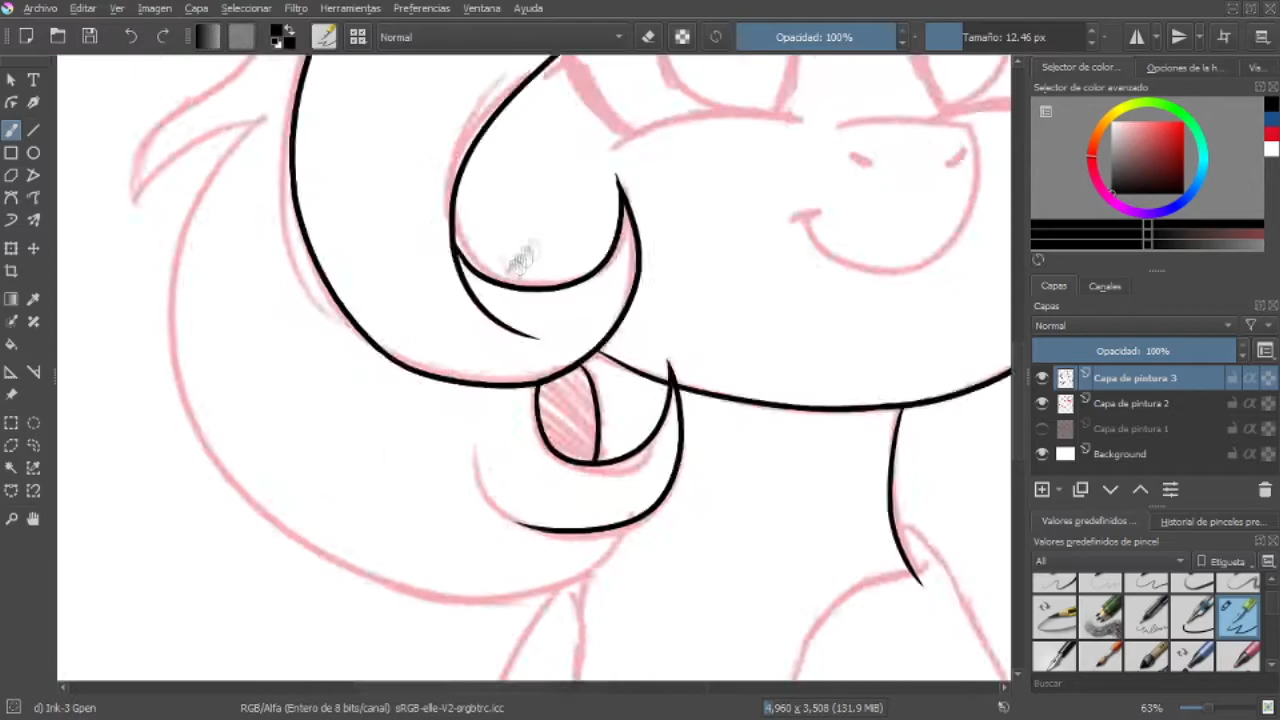 Archivo Editar Ver Imagen Capa Seleccionar Filtro Herramientas Preferencias Ventana Ayuda
Normal Opacidad: 100% Tamaño: 12.46 px
Selector de color... Opciones de la h... Vis...
Selector de color avanzado
Capas Canales
Capas
Normal
Opacidad: 100%
Capa de pintura 3
Capa de pintura 2
Capa de pintura 1
Background
Valores predefinidos ... Historial de pinceles pre...
Valores predefinidos de pincel
All Etiqueta
Buscar
d) Ink-3 Gpen RGB/Alfa (Entero de 8 bits/canal) sRGB-elle-V2-srgbtrc.icc 4,960 x 3,508 (131.9 MiB) 63%